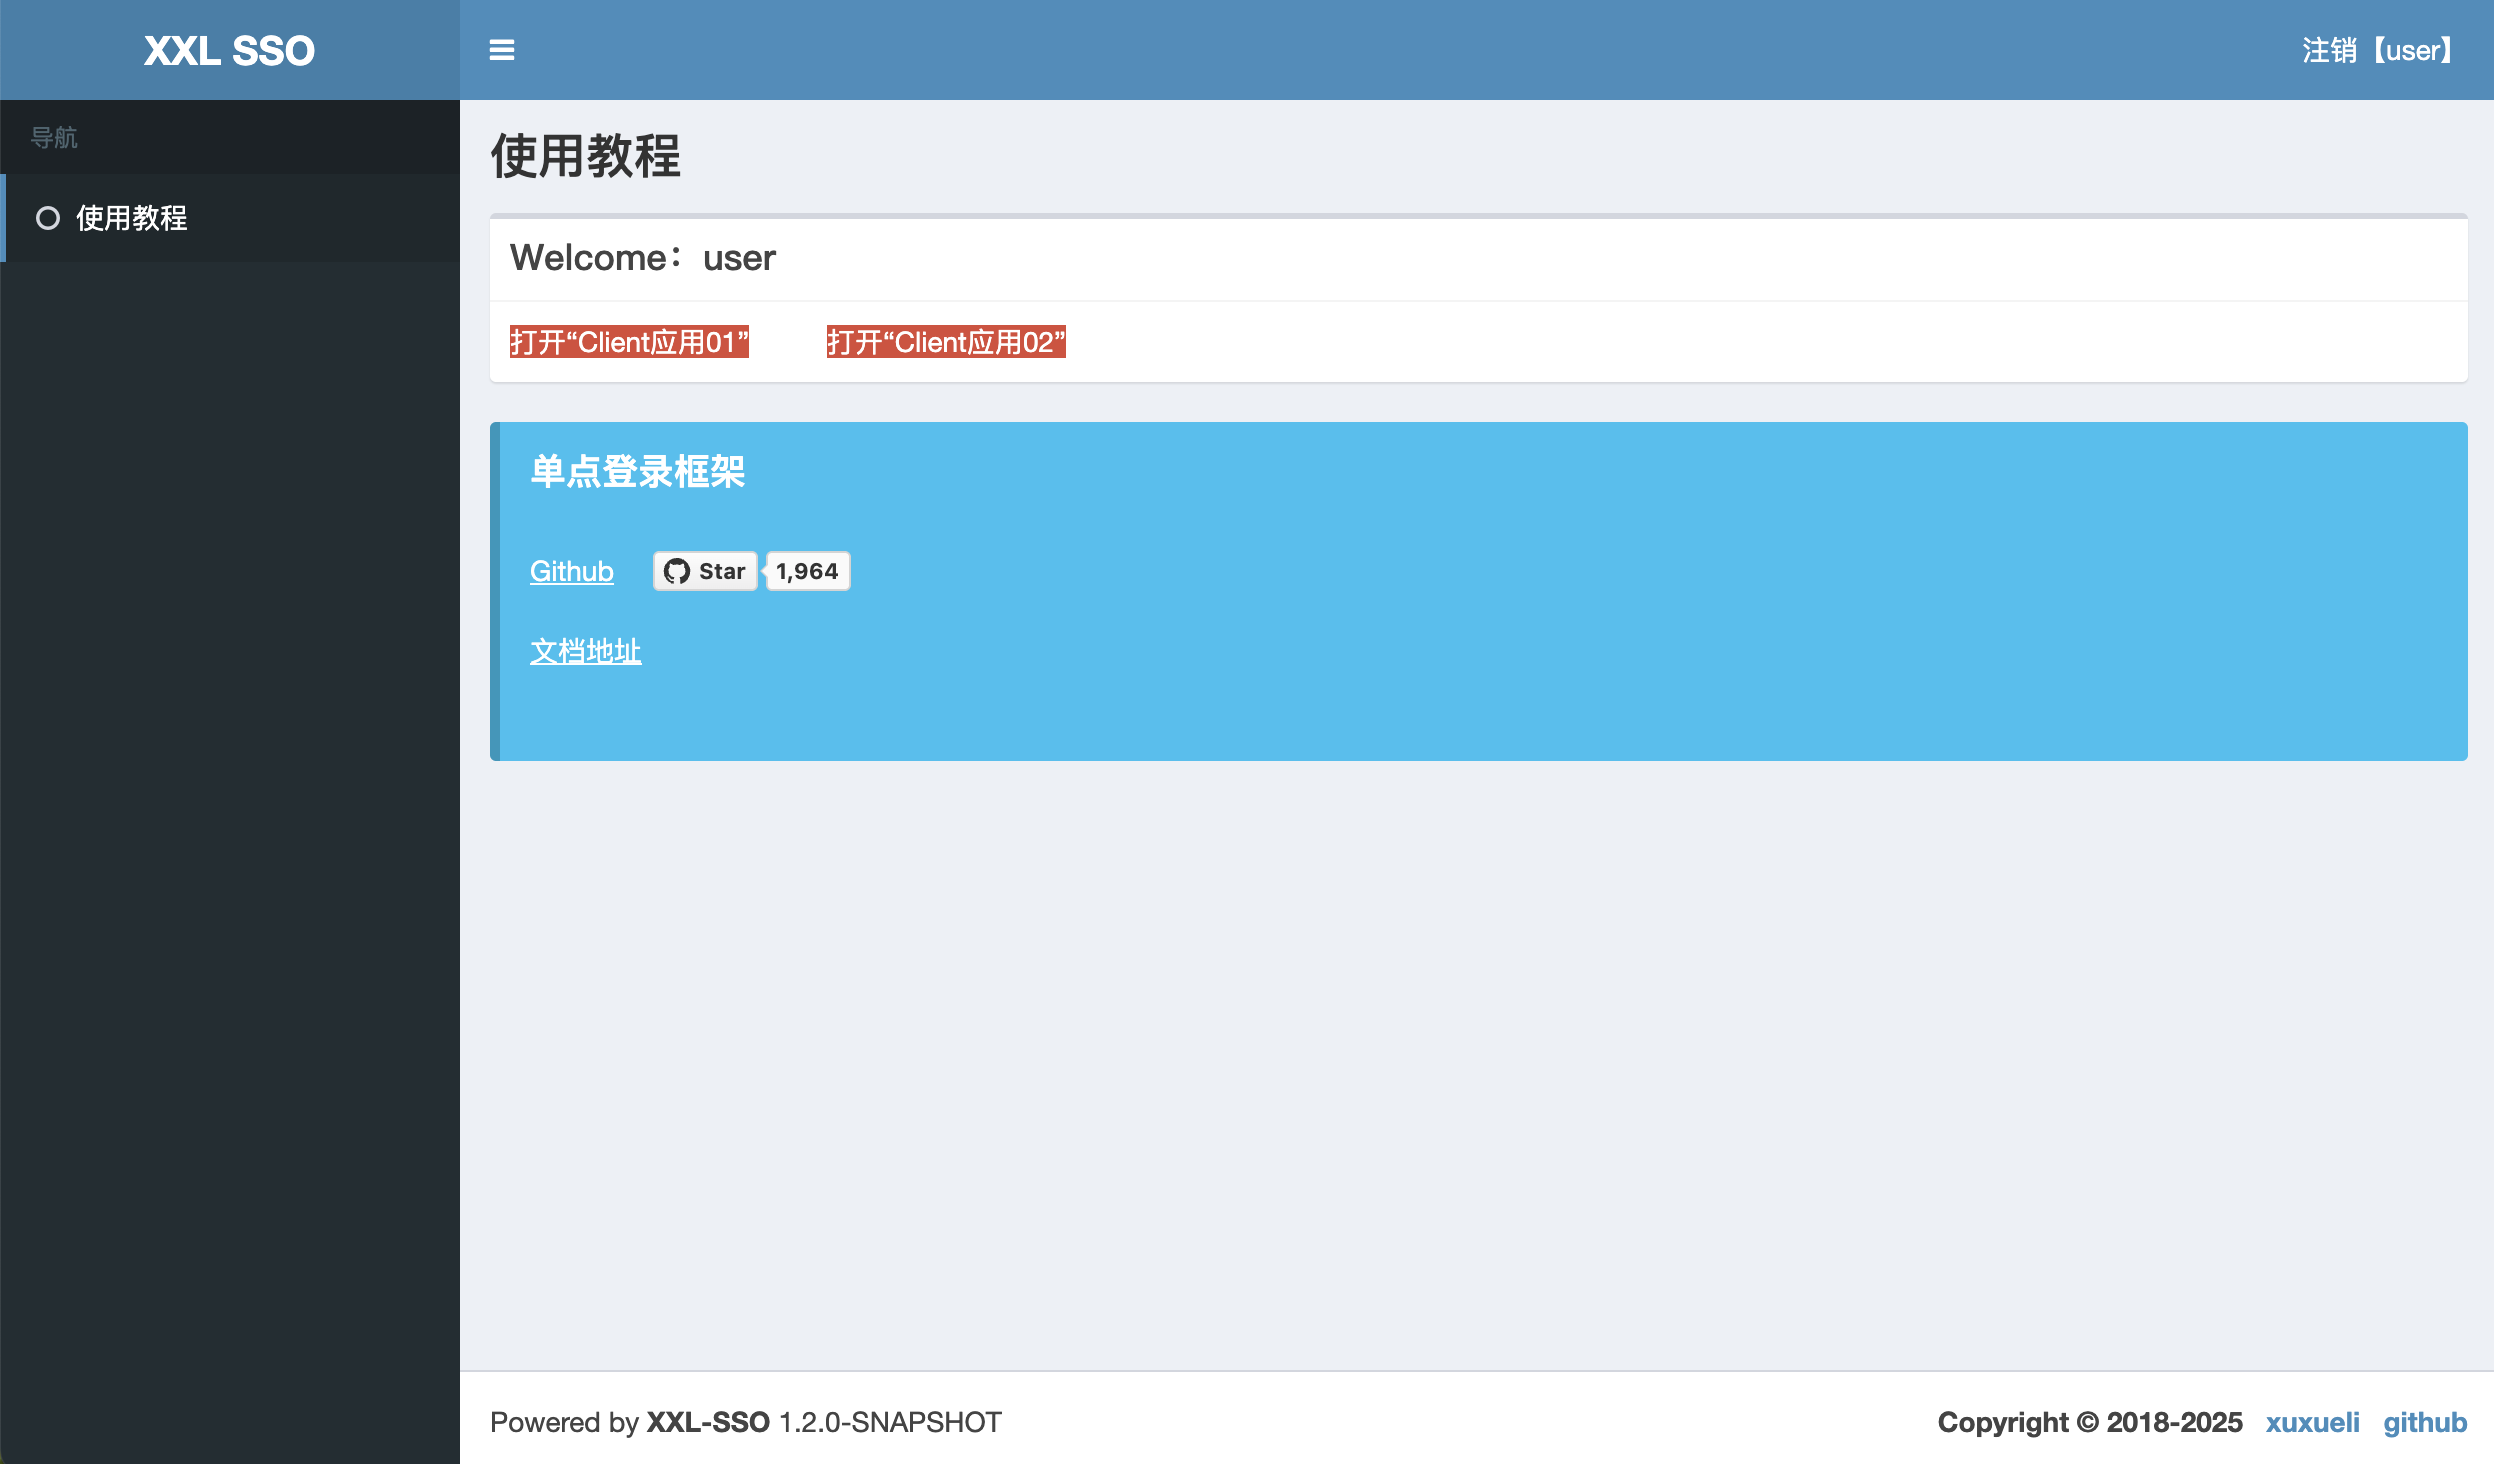 XXL SSO
注销【user】
导航
使用教程
使用教程
Welcome：user
打开“Client应用01” 打开“Client应用02”
单点登录框架
Github Star 1,964
文档地址
Powered by XXL-SSO 1.2.0-SNAPSHOT
Copyright © 2018-2025 xuxueli github